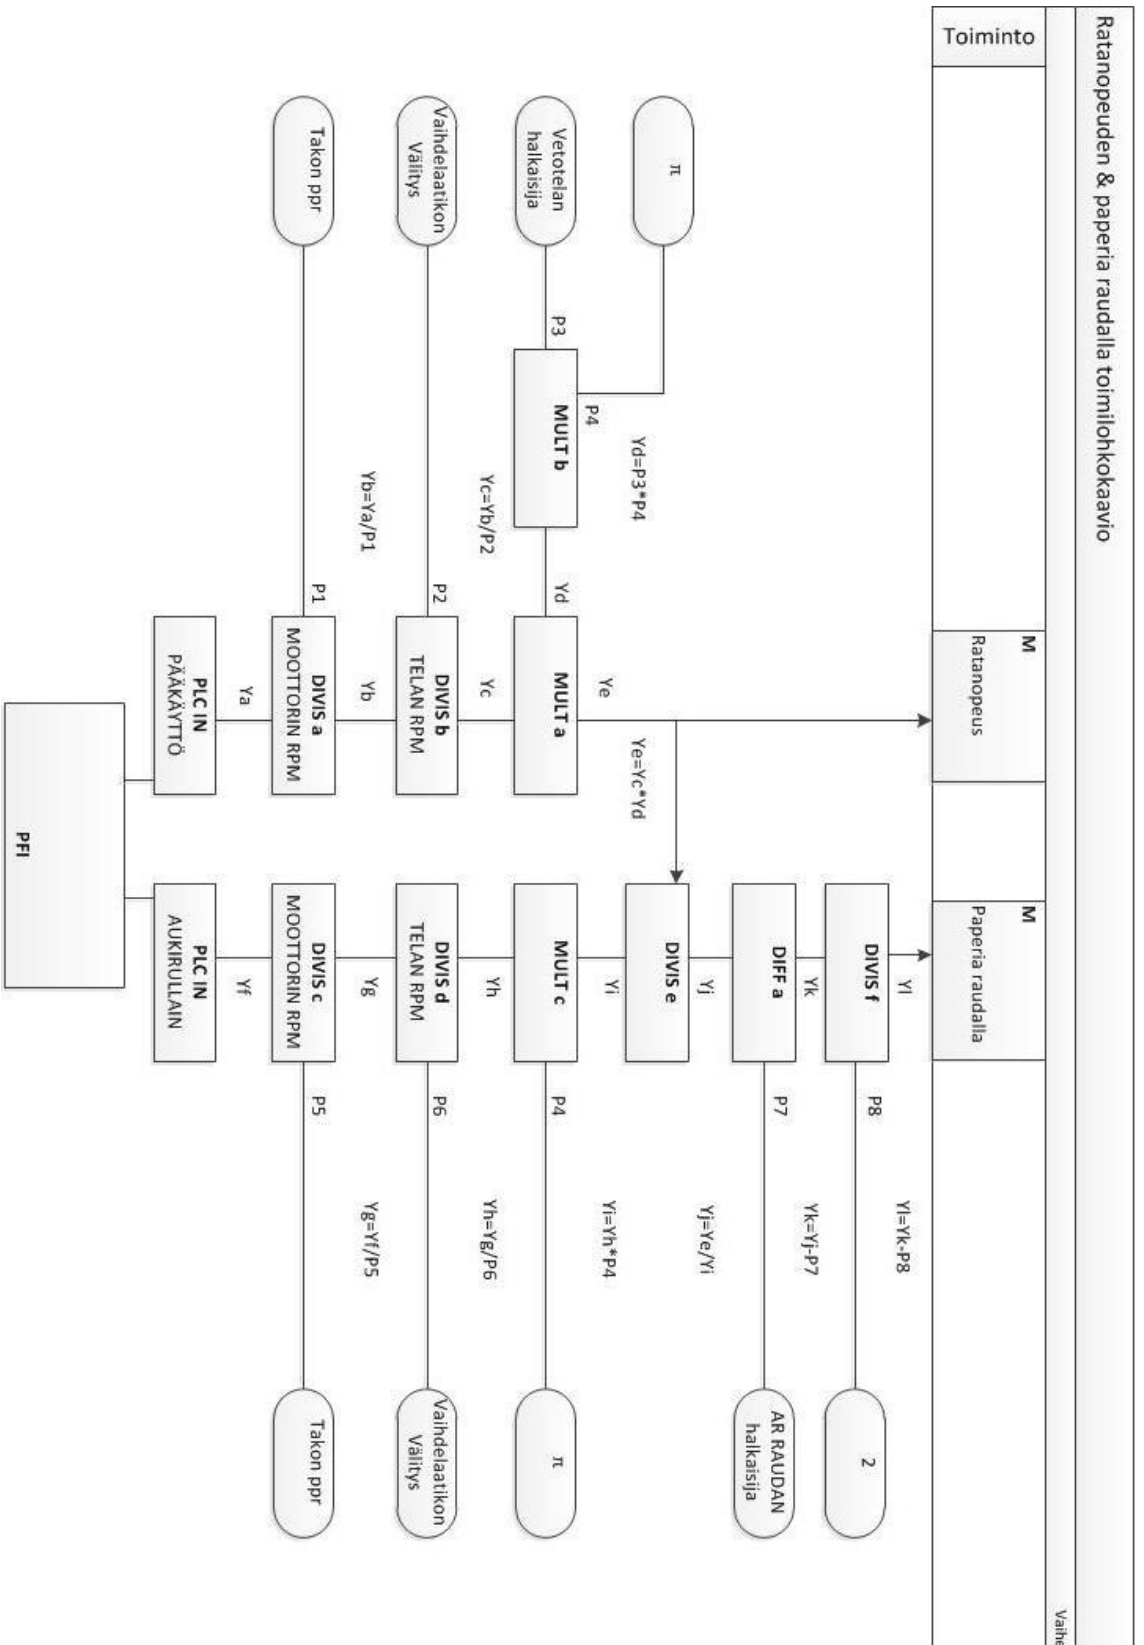 Ratanopeuden & paperia raudalla toimilohkokaavio
Vaihe
Toiminto
M
Ratanopeus
M
Paperia raudalla
π
Vetotelan
halkaisija
Vaihdelaatikon
Välitys
Takon ppr
P3
P4
MULT b
Yd=P3*P4
Yc=Yb/P2
Yb=Ya/P1
Yd
P2
P1
MULT a
DIVIS b
TELAN RPM
DIVIS a
MOOTTORIN RPM
PLC IN
PÄÄKÄYTTÖ
Ye
Yc
Yb
Ya
Ye=Yc*Yd
PFI
Yl
DIVIS f
Yk
DIFF a
Yj
DIVIS e
Yi
MULT c
Yh
DIVIS d
TELAN RPM
Yg
DIVIS c
MOOTTORIN RPM
Yf
PLC IN
AUKIRULLAIN
P8
P7
P4
P6
P5
Yl=Yk-P8
Yk=Yj-P7
Yj=Ye/Yi
Yi=Yh*P4
Yh=Yg/P6
Yg=Yf/P5
2
AR RAUDAN
halkaisija
π
Vaihdelaatikon
Välitys
Takon ppr